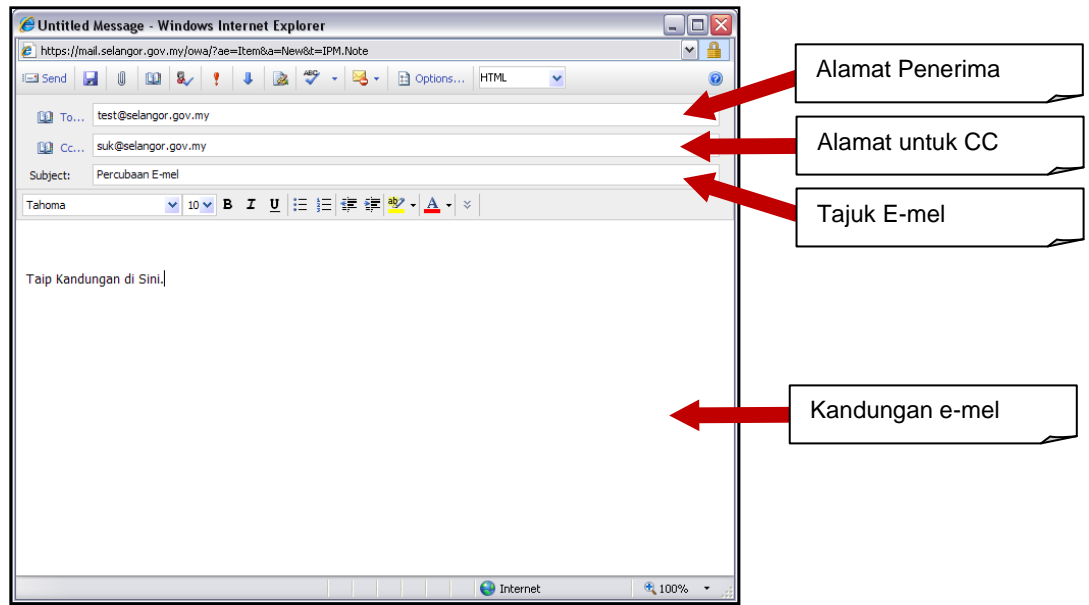 Untitled Message - Windows Internet Explorer
https://mail.selangor.gov.my/owa/?ae=Item&a=New&t=IPM.Note
Send Options... HTML
To... test@selangor.gov.my
Cc... suk@selangor.gov.my
Subject: Percubaan E-mel
Tahoma 10 B I U ab A
Taip Kandungan di Sini.
Internet 100%
Alamat Penerima
Alamat untuk CC
Tajuk E-mel
Kandungan e-mel